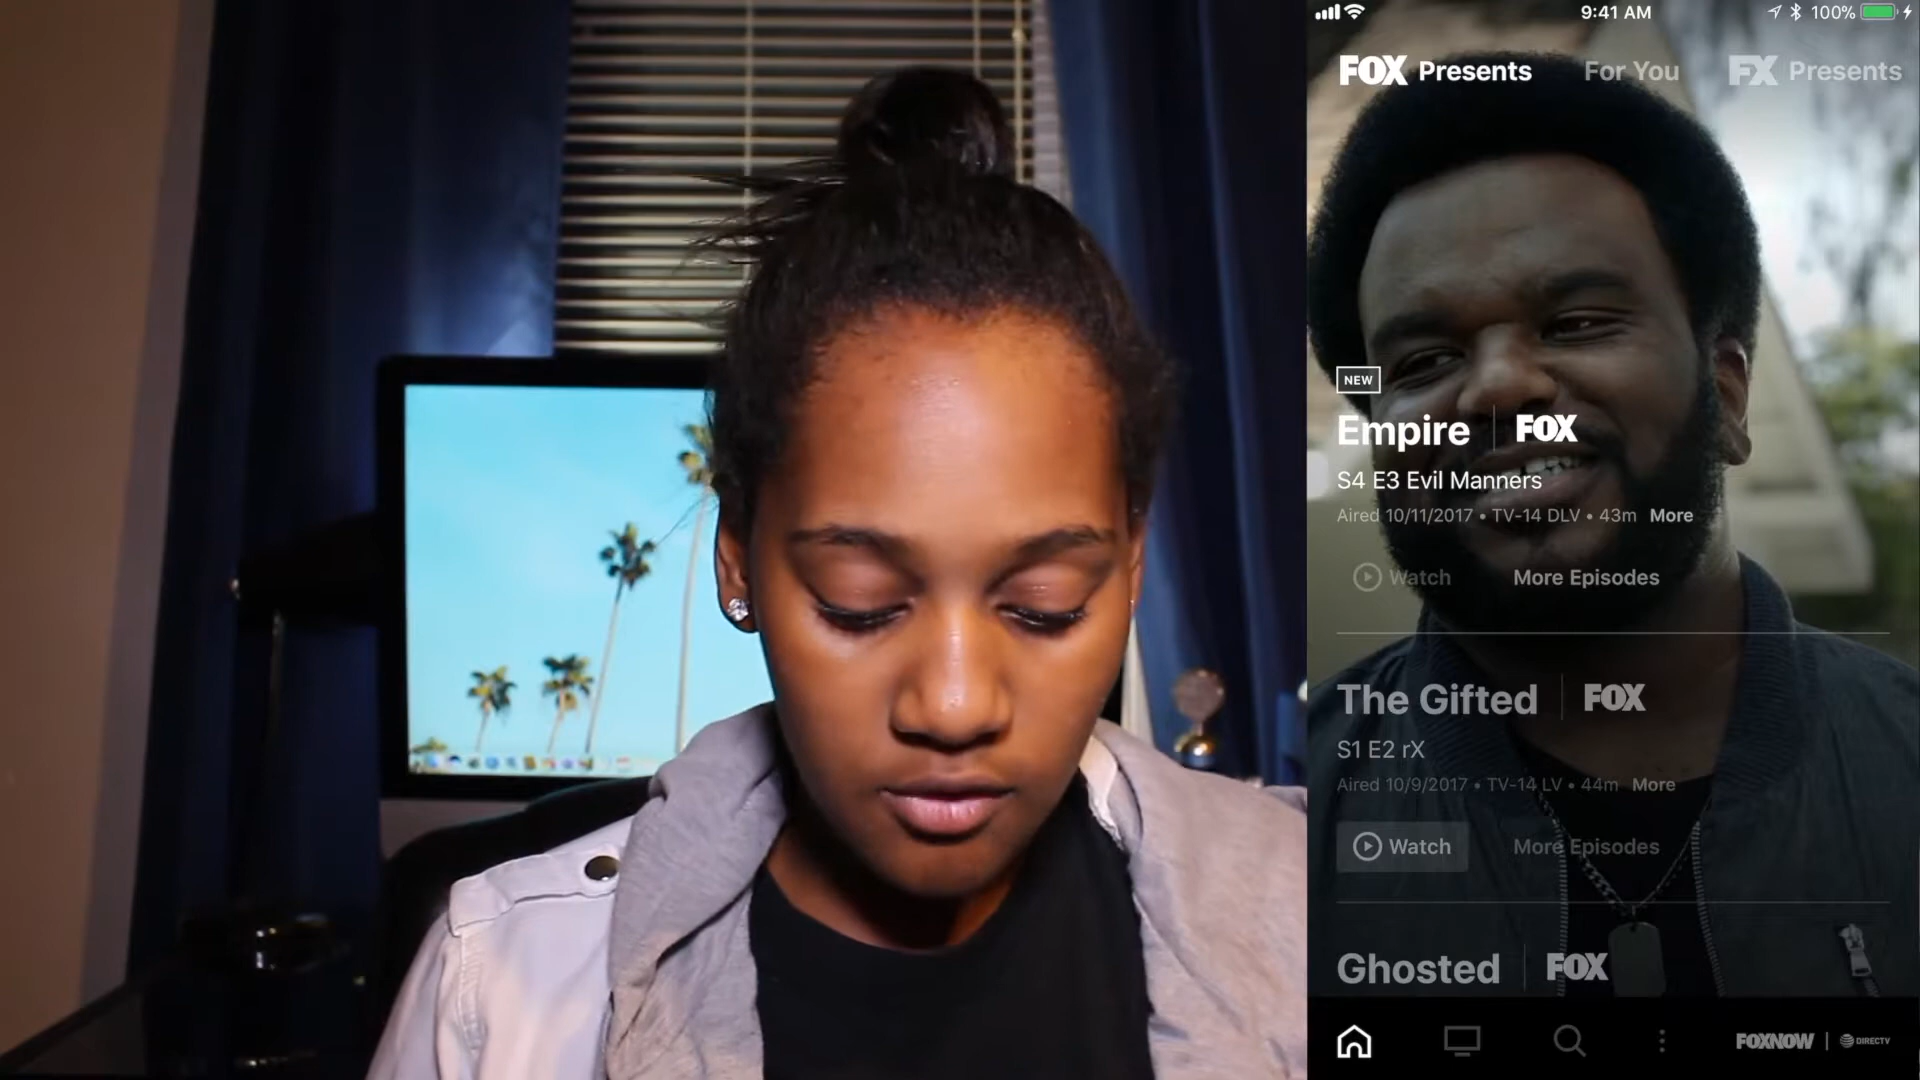 9:41 AM 100%
FOX Presents For You FX Presents
NEW
Empire | FOX
S4 E3 Evil Manners
Aired 10/11/2017 • TV-14 DLV • 43m More
Watch More Episodes
The Gifted | FOX
S1 E2 rX
Aired 10/9/2017 • TV-14 LV • 44m More
Watch More Episodes
Ghosted | FOX
FOXNOW | DIRECTV